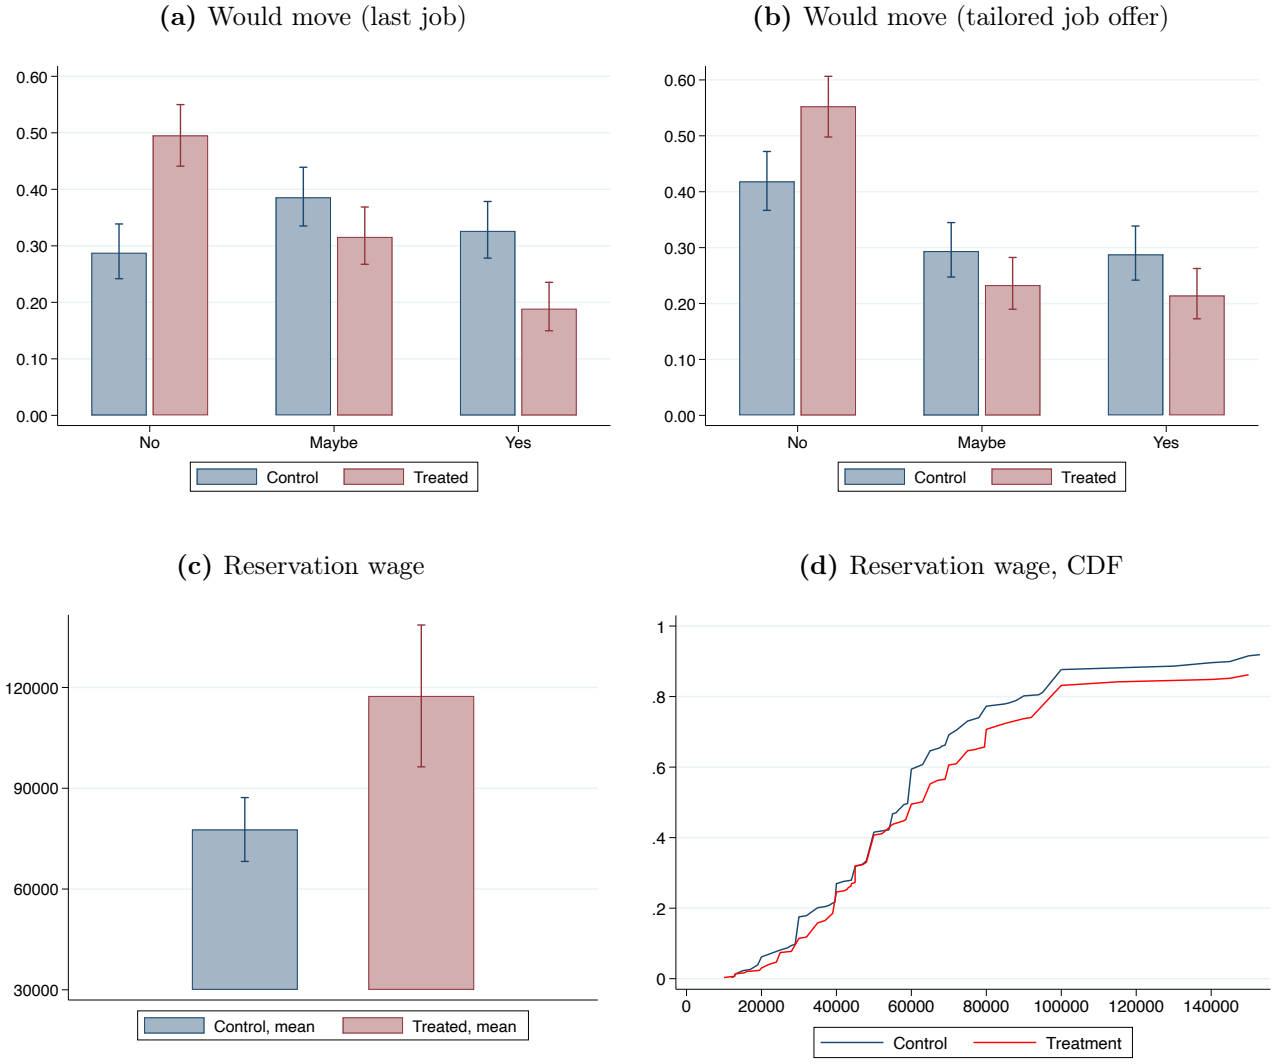 (a) Would move (last job)
0.60
0.50
0.40
0.30
0.20
0.10
0.00
No Maybe Yes
Control Treated
(b) Would move (tailored job offer)
0.60
0.50
0.40
0.30
0.20
0.10
0.00
No Maybe Yes
Control Treated
(c) Reservation wage
120000
90000
60000
30000
Control, mean Treated, mean
(d) Reservation wage, CDF
1
.8
.6
.4
.2
0
0 20000 40000 60000 80000 100000 120000 140000
Control Treatment